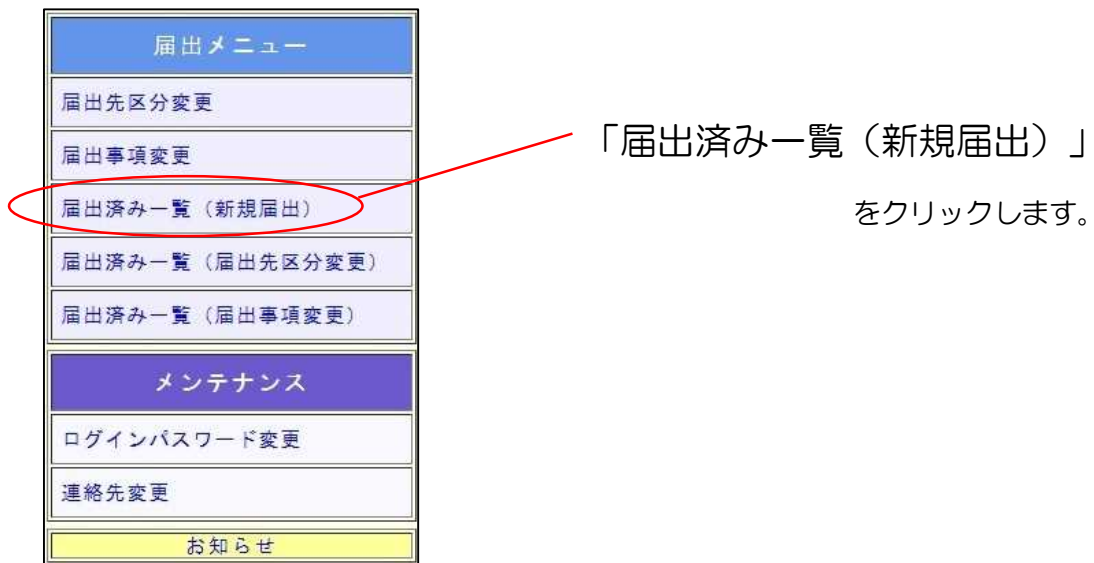 届出メニュー
届出先区分変更
届出事項変更
届出済み一覧（新規届出）
届出済み一覧（届出先区分変更）
届出済み一覧（届出事項変更）
メンテナンス
ログインパスワード変更
連絡先変更
お知らせ
「届出済み一覧（新規届出）」
をクリックします。